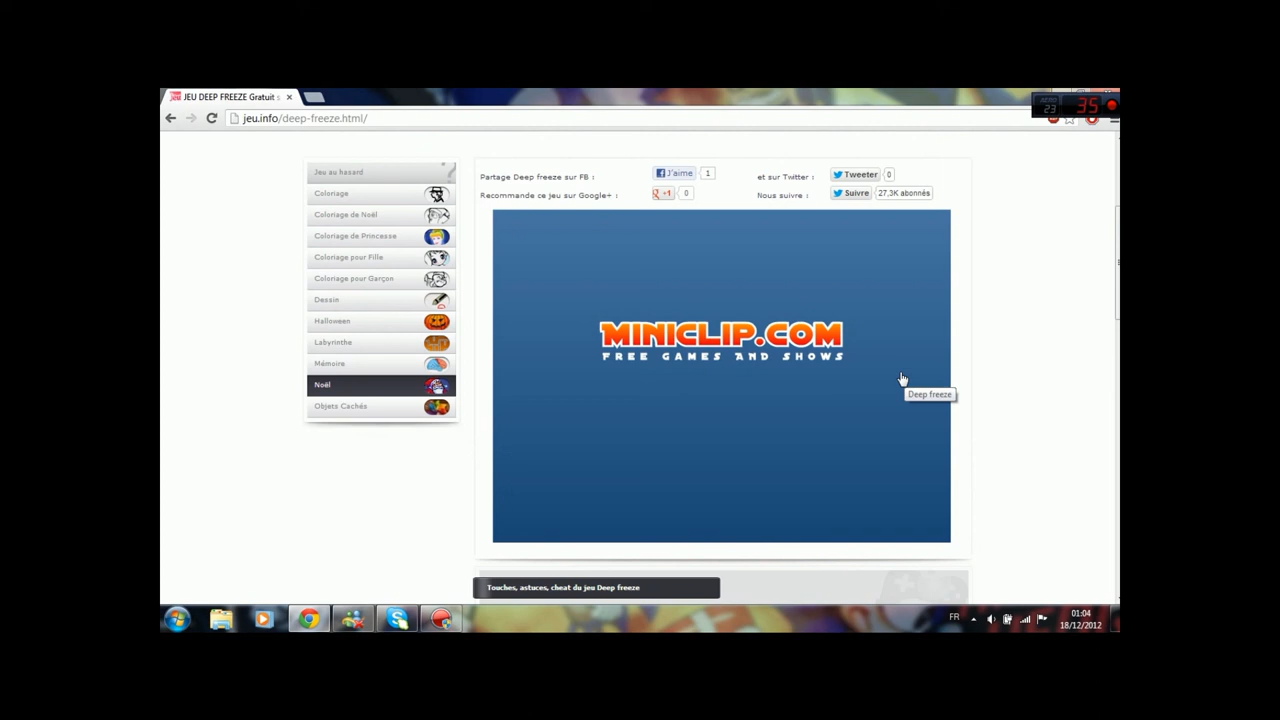 JEU DEEP FREEZE Gratuit
jeu.info/deep-freeze.html/
AERO
23
35
Jeu au hasard
Coloriage
Coloriage de Noël
Coloriage de Princesse
Coloriage pour Fille
Coloriage pour Garçon
Dessin
Halloween
Labyrinthe
Mémoire
Noël
Objets Cachés
Partage Deep freeze sur FB :
J'aime
1
et sur Twitter :
Tweeter
0
Recommande ce jeu sur Google+ :
+1
0
Nous suivre :
Suivre
27,3K abonnés
MINICLIP.COM
FREE GAMES AND SHOWS
Deep freeze
Touches, astuces, cheat du jeu Deep freeze
FR
01:04
18/12/2012